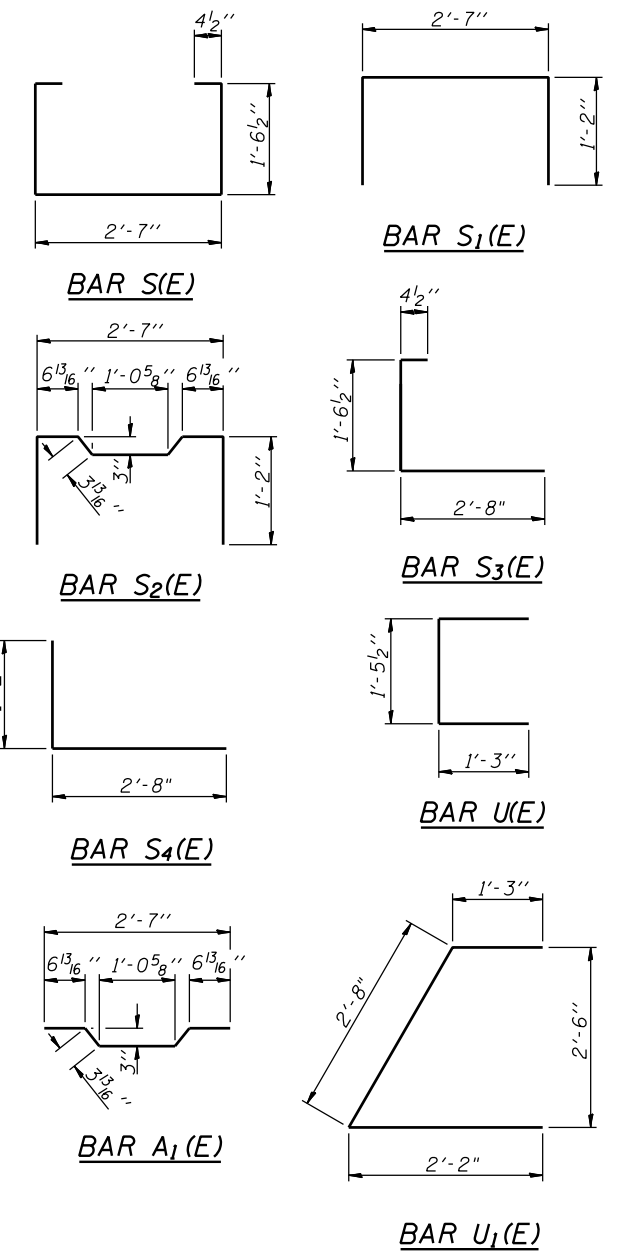 4½''
1'-6½''
2'-7''
BAR S(E)
2'-7''
1'-2''
BAR S1(E)
2'-7''
6 13/16 '' 1'-0 5/8'' 6 13/16 ''
3''
3 13/16 ''
1'-2''
BAR S2(E)
4½''
1'-6½''
2'-8"
BAR S3(E)
2'-8"
BAR S4(E)
1'-5½''
1'-3''
BAR U(E)
2'-7''
6 13/16 '' 1'-0 5/8'' 6 13/16 ''
3''
3 13/16 ''
BAR A1(E)
1'-3''
2'-8"
2'-6''
2'-2"
BAR U1(E)